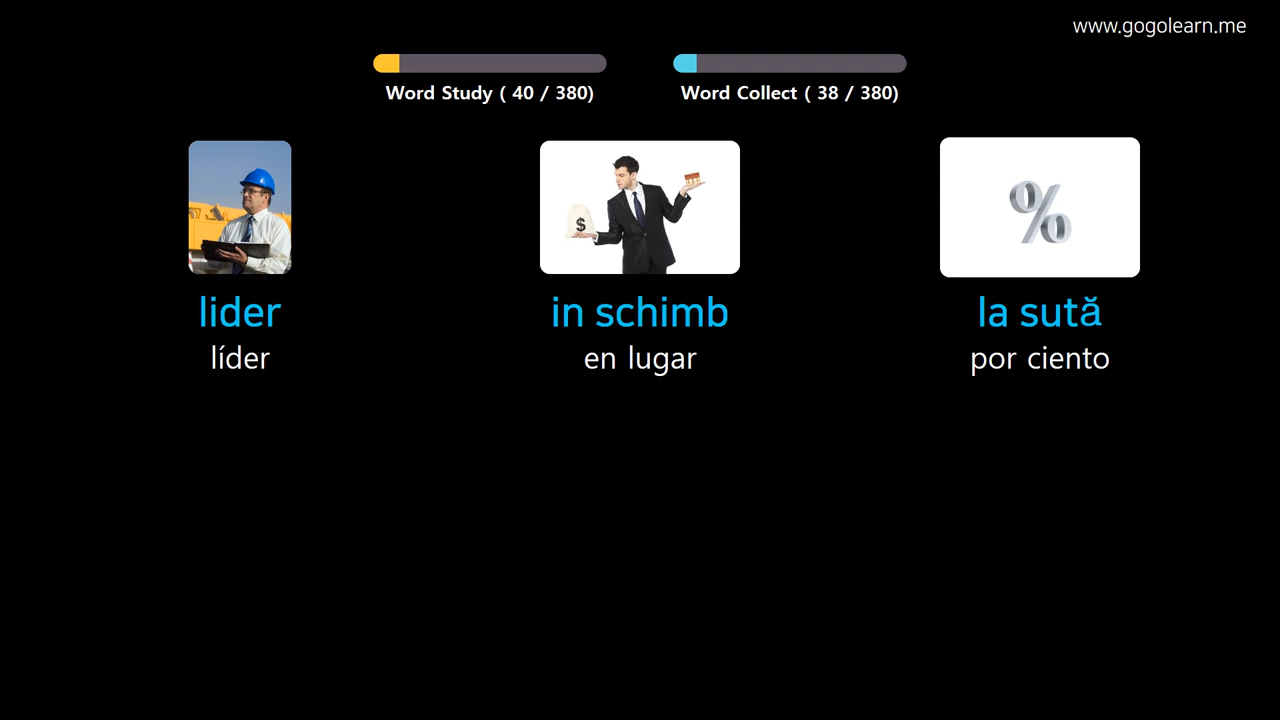 www.gogolearn.me
Word Study ( 40 / 380)
Word Collect ( 38 / 380)
$
%
lider
in schimb
la sută
líder
en lugar
por ciento